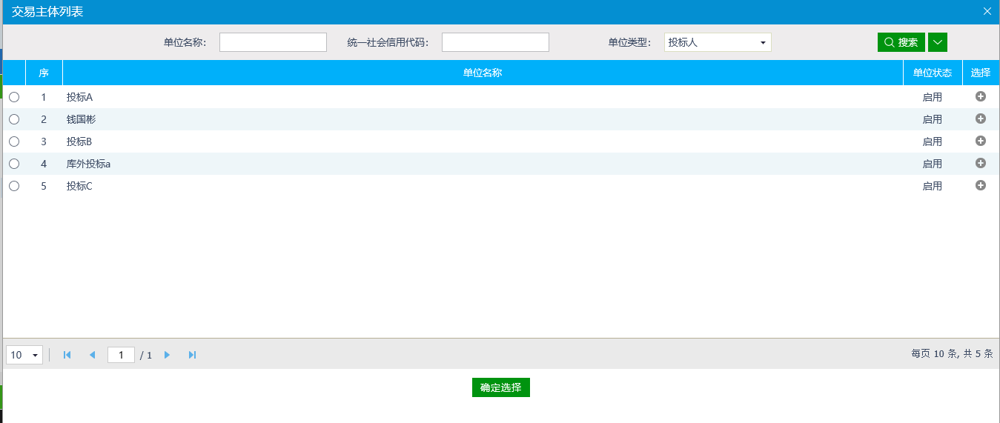 交易主体列表
单位名称： 统一社会信用代码： 单位类型： 投标人 搜索
序 单位名称 单位状态 选择
1 投标A 启用
2 钱国彬 启用
3 投标B 启用
4 库外投标a 启用
5 投标C 启用
10 1 / 1 每页 10 条, 共 5 条
确定选择